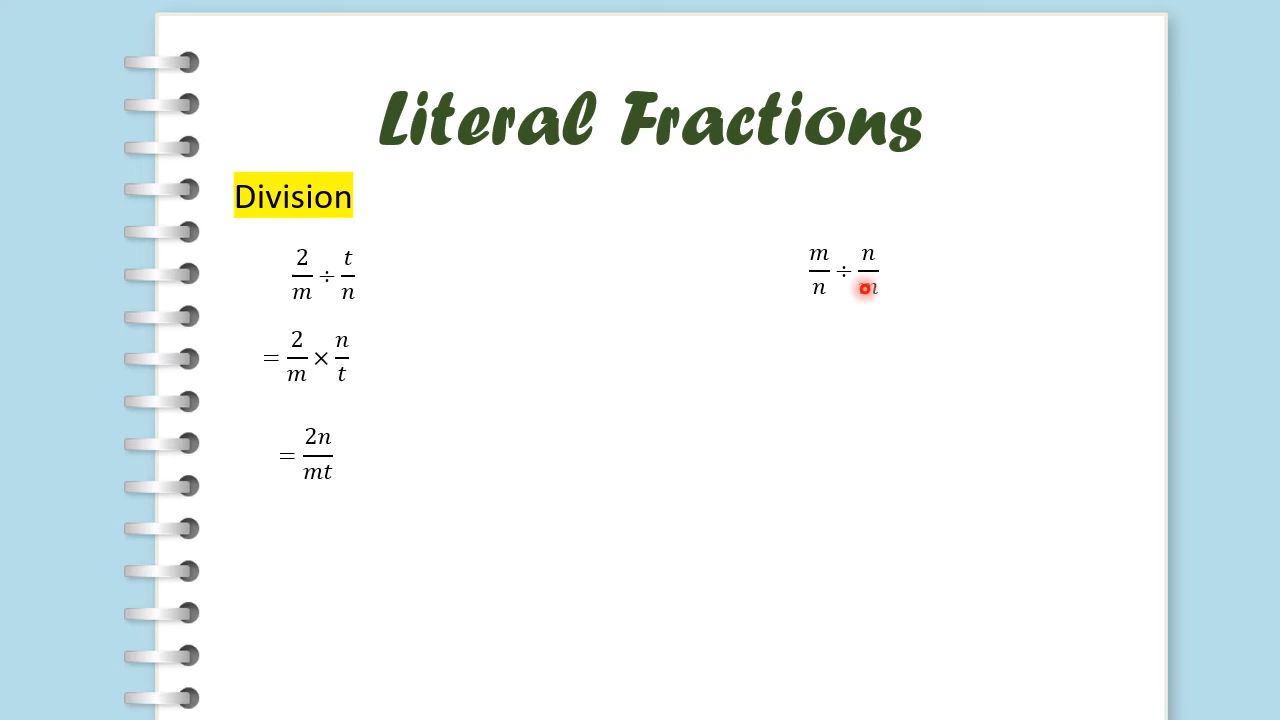 Literal Fractions
Division
2/m ÷ t/n
= 2/m × n/t
= 2n/mt
m/n ÷ n/m